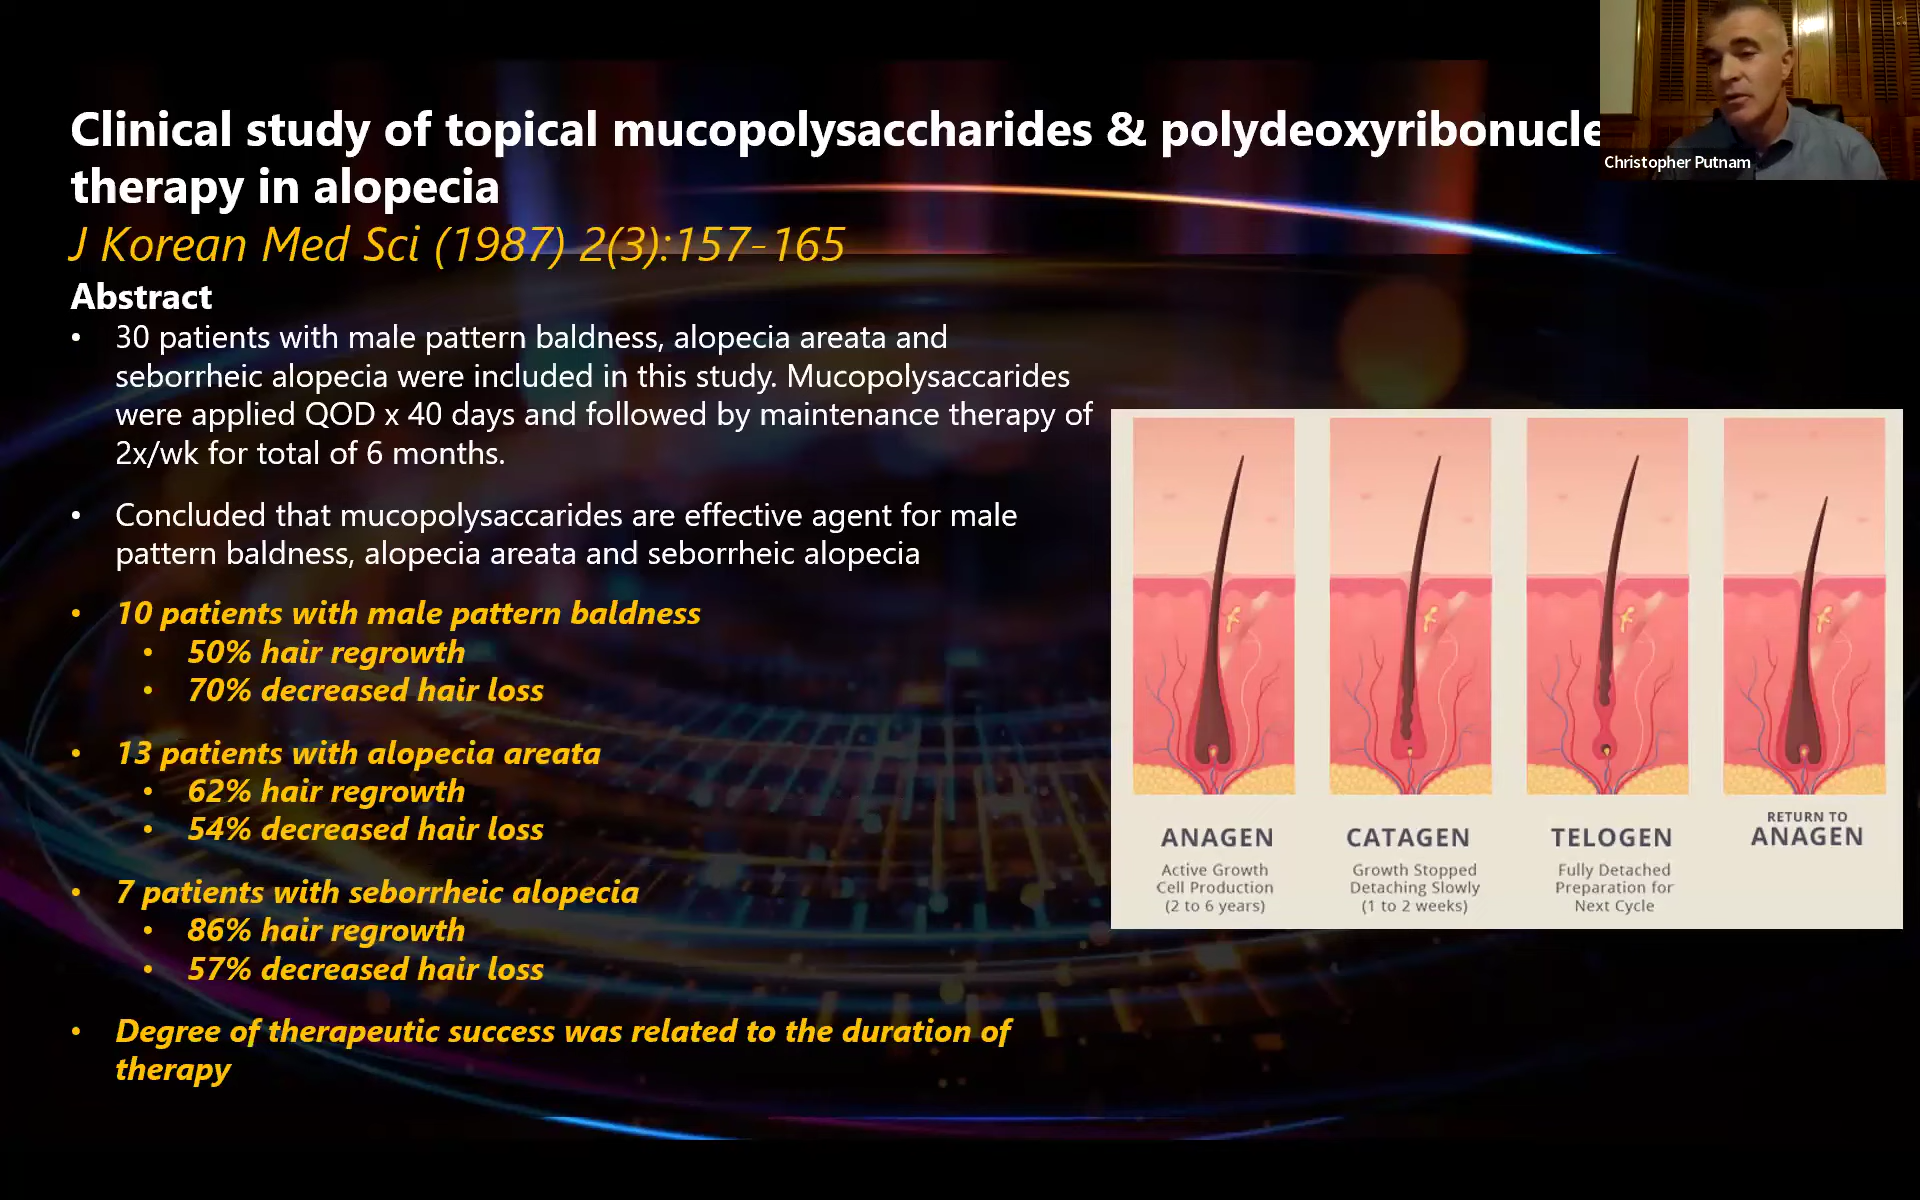 Clinical study of topical mucopolysaccharides & polydeoxyribonucle
therapy in alopecia
J Korean Med Sci (1987) 2(3):157-165
Abstract
• 30 patients with male pattern baldness, alopecia areata and
seborrheic alopecia were included in this study. Mucopolysaccarides
were applied QOD x 40 days and followed by maintenance therapy of
2x/wk for total of 6 months.
• Concluded that mucopolysaccarides are effective agent for male
pattern baldness, alopecia areata and seborrheic alopecia
• 10 patients with male pattern baldness
• 50% hair regrowth
• 70% decreased hair loss
• 13 patients with alopecia areata
• 62% hair regrowth
• 54% decreased hair loss
• 7 patients with seborrheic alopecia
• 86% hair regrowth
• 57% decreased hair loss
• Degree of therapeutic success was related to the duration of
therapy
Christopher Putnam
ANAGEN
Active Growth
Cell Production
(2 to 6 years)
CATAGEN
Growth Stopped
Detaching Slowly
(1 to 2 weeks)
TELOGEN
Fully Detached
Preparation for
Next Cycle
RETURN TO
ANAGEN